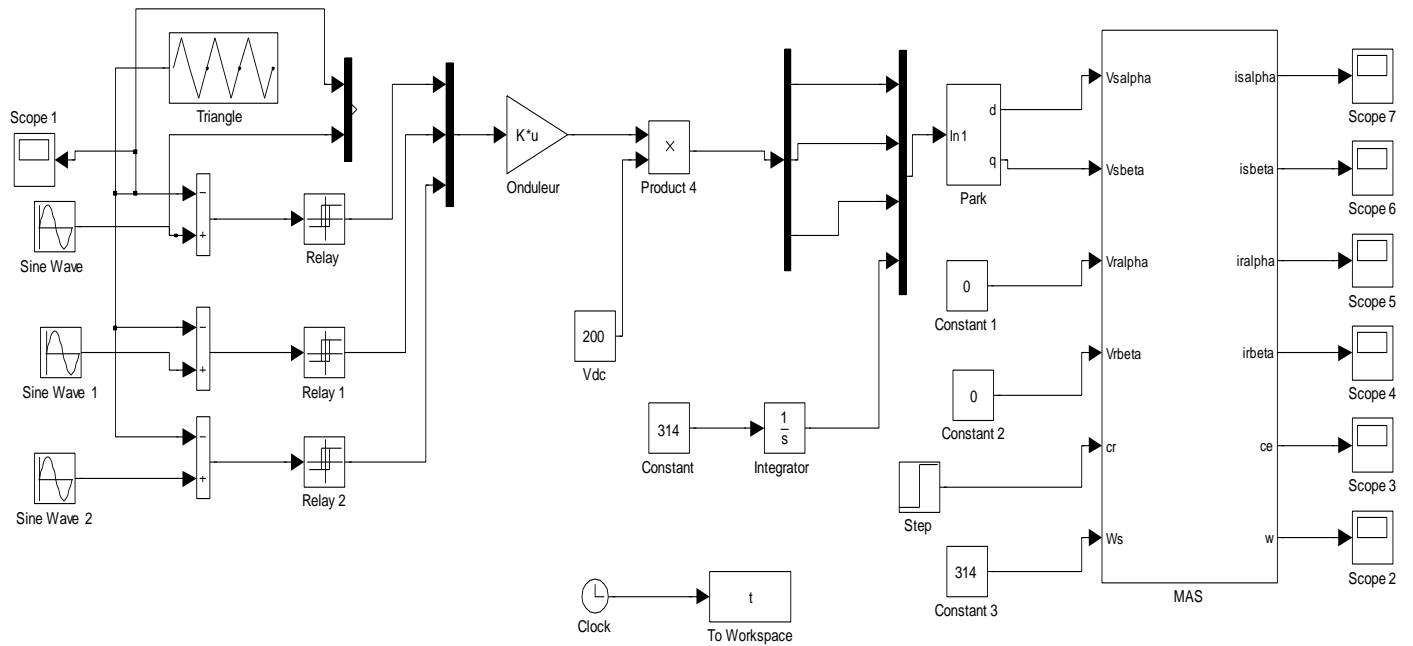 Triangle
Scope 1
−
+
Sine Wave
Relay
−
+
Sine Wave 1
Relay 1
−
+
Sine Wave 2
Relay 2
K*u
Onduleur
×
Product 4
200
Vdc
314
Constant
1
s
Integrator
Clock
t
To Workspace
In1
d
q
Park
0
Constant 1
0
Constant 2
Step
314
Constant 3
Vsalpha
Vsbeta
Vralpha
Vrbeta
cr
Ws
isalpha
isbeta
iralpha
irbeta
ce
w
MAS
Scope 7
Scope 6
Scope 5
Scope 4
Scope 3
Scope 2